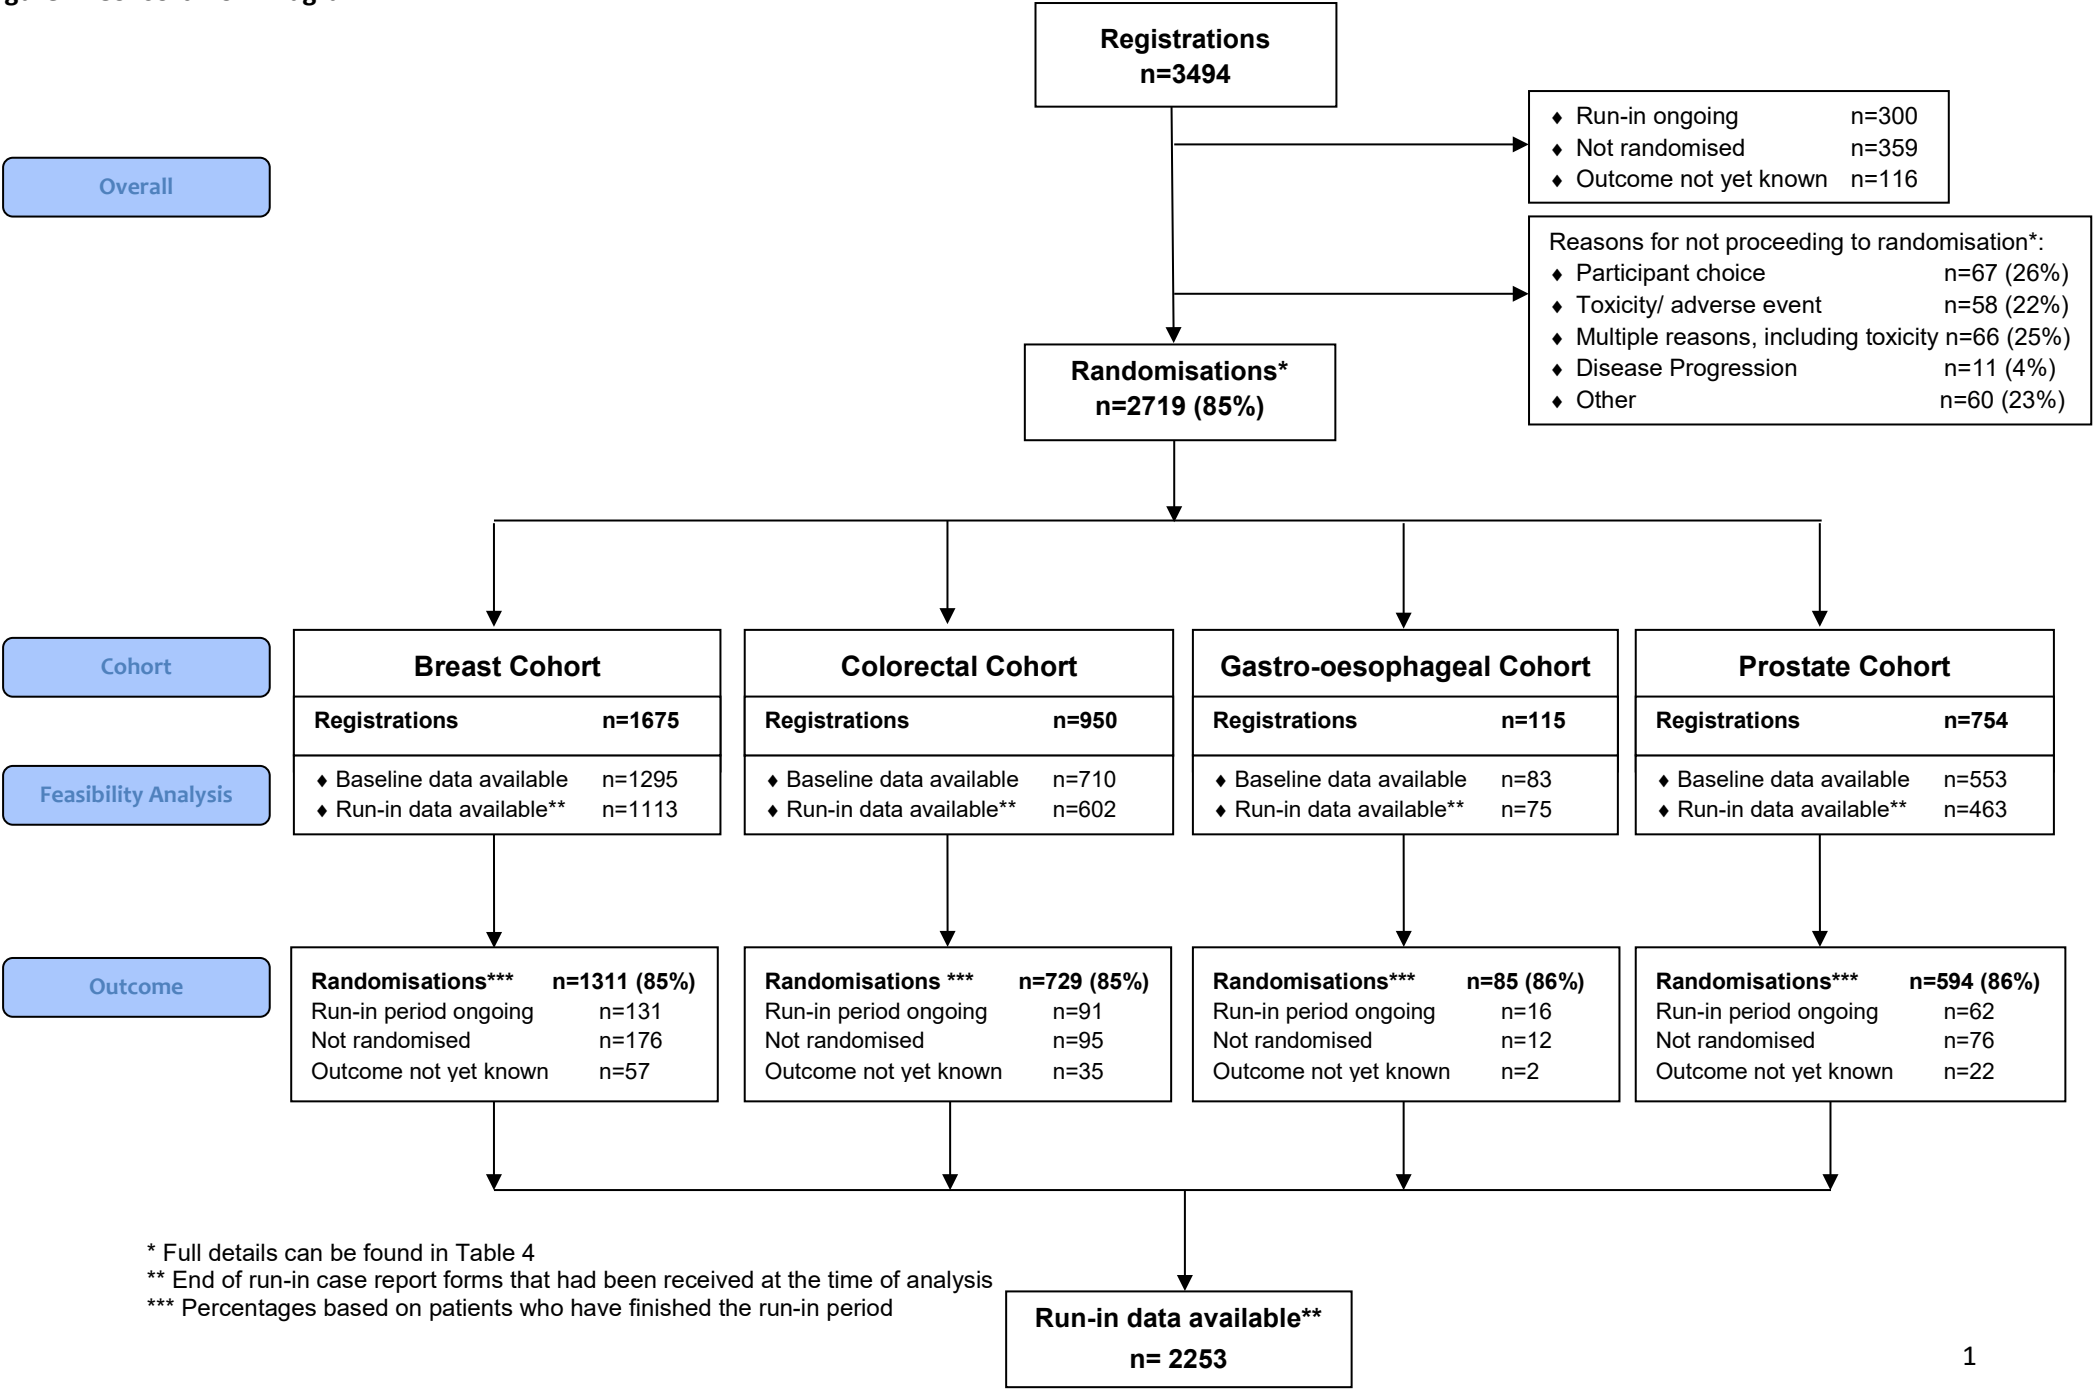 Registrations
n=3494
♦ Run-in ongoing n=300
♦ Not randomised n=359
♦ Outcome not yet known n=116
Overall
Reasons for not proceeding to randomisation*:
♦ Participant choice n=67 (26%)
♦ Toxicity/ adverse event n=58 (22%)
♦ Multiple reasons, including toxicity n=66 (25%)
♦ Disease Progression n=11 (4%)
♦ Other n=60 (23%)
Randomisations*
n=2719 (85%)
Cohort
Breast Cohort
Registrations n=1675
♦ Baseline data available n=1295
♦ Run-in data available** n=1113
Colorectal Cohort
Registrations n=950
♦ Baseline data available n=710
♦ Run-in data available** n=602
Gastro-oesophageal Cohort
Registrations n=115
♦ Baseline data available n=83
♦ Run-in data available** n=75
Prostate Cohort
Registrations n=754
♦ Baseline data available n=553
♦ Run-in data available** n=463
Feasibility Analysis
Outcome
Randomisations*** n=1311 (85%)
Run-in period ongoing n=131
Not randomised n=176
Outcome not yet known n=57
Randomisations *** n=729 (85%)
Run-in period ongoing n=91
Not randomised n=95
Outcome not yet known n=35
Randomisations*** n=85 (86%)
Run-in period ongoing n=16
Not randomised n=12
Outcome not yet known n=2
Randomisations*** n=594 (86%)
Run-in period ongoing n=62
Not randomised n=76
Outcome not yet known n=22
* Full details can be found in Table 4
** End of run-in case report forms that had been received at the time of analysis
*** Percentages based on patients who have finished the run-in period
Run-in data available**
n= 2253
1